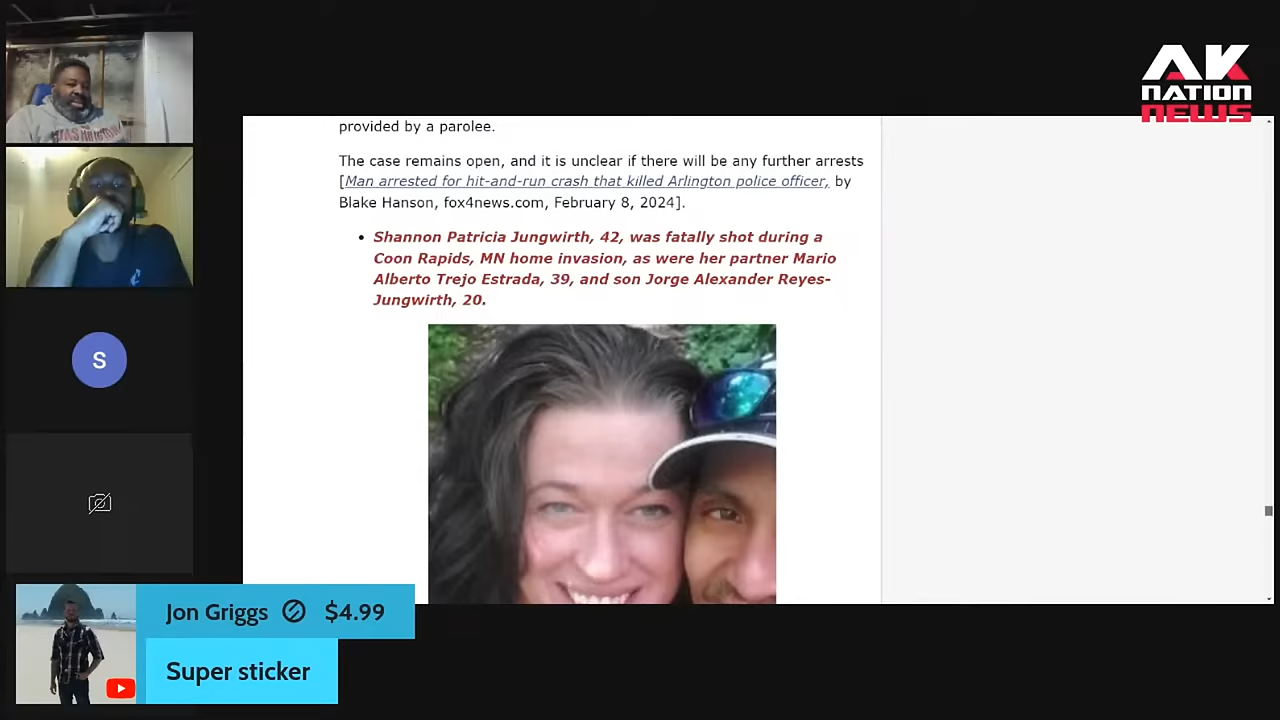 AK
NATION
NEWS
provided by a parolee.
The case remains open, and it is unclear if there will be any further arrests
[Man arrested for hit-and-run crash that killed Arlington police officer, by
Blake Hanson, fox4news.com, February 8, 2024].
• Shannon Patricia Jungwirth, 42, was fatally shot during a
Coon Rapids, MN home invasion, as were her partner Mario
Alberto Trejo Estrada, 39, and son Jorge Alexander Reyes-
Jungwirth, 20.
S
Jon Griggs $4.99
Super sticker